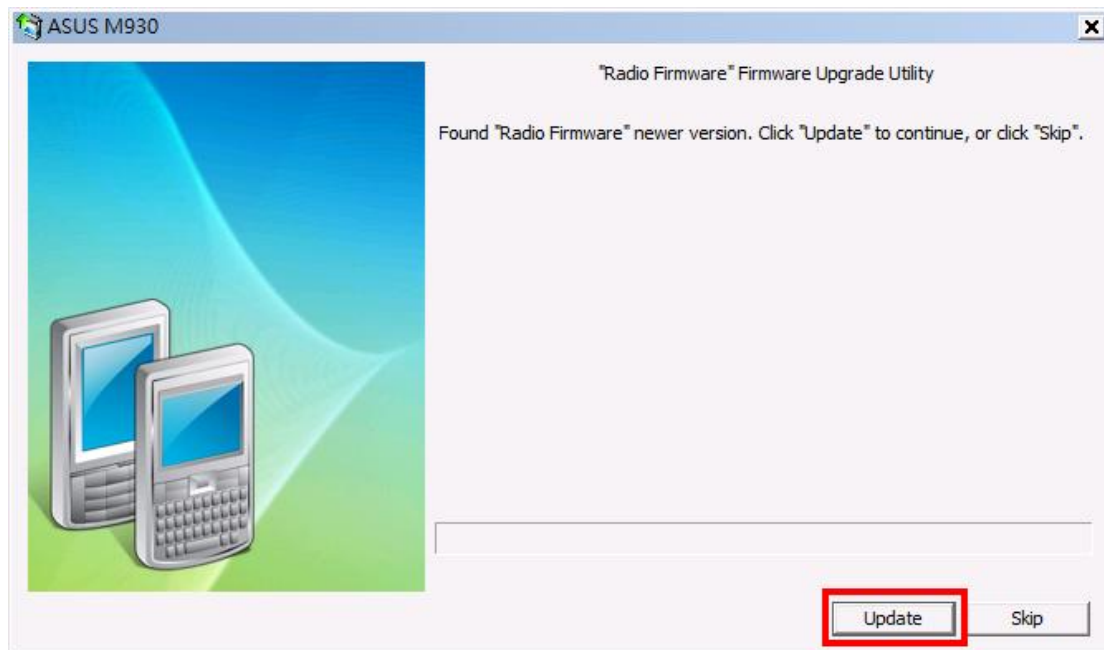 ASUS M930
"Radio Firmware" Firmware Upgrade Utility
Found "Radio Firmware" newer version. Click "Update" to continue, or click "Skip".
Update
Skip